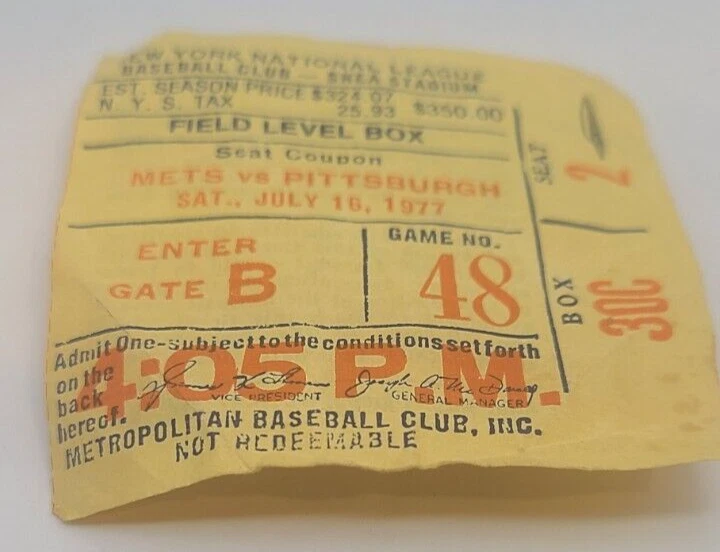 NEW YORK NATIONAL LEAGUE
BASEBALL CLUB — SHEA STADIUM
EST. SEASON PRICE $324.07
N. Y. S. TAX 25.93 $350.00
FIELD LEVEL BOX
Seat Coupon
METS vs PITTSBURGH
SAT., JULY 16, 1977
ENTER
GATE B
GAME NO.
48
SEAT
2
BOX
30C
Admit One-subject to the conditions set forth
on the
back
hereof.
4:05 P.M.
VICE PRESIDENT
GENERAL MANAGER
METROPOLITAN BASEBALL CLUB, INC.
NOT REDEEMABLE